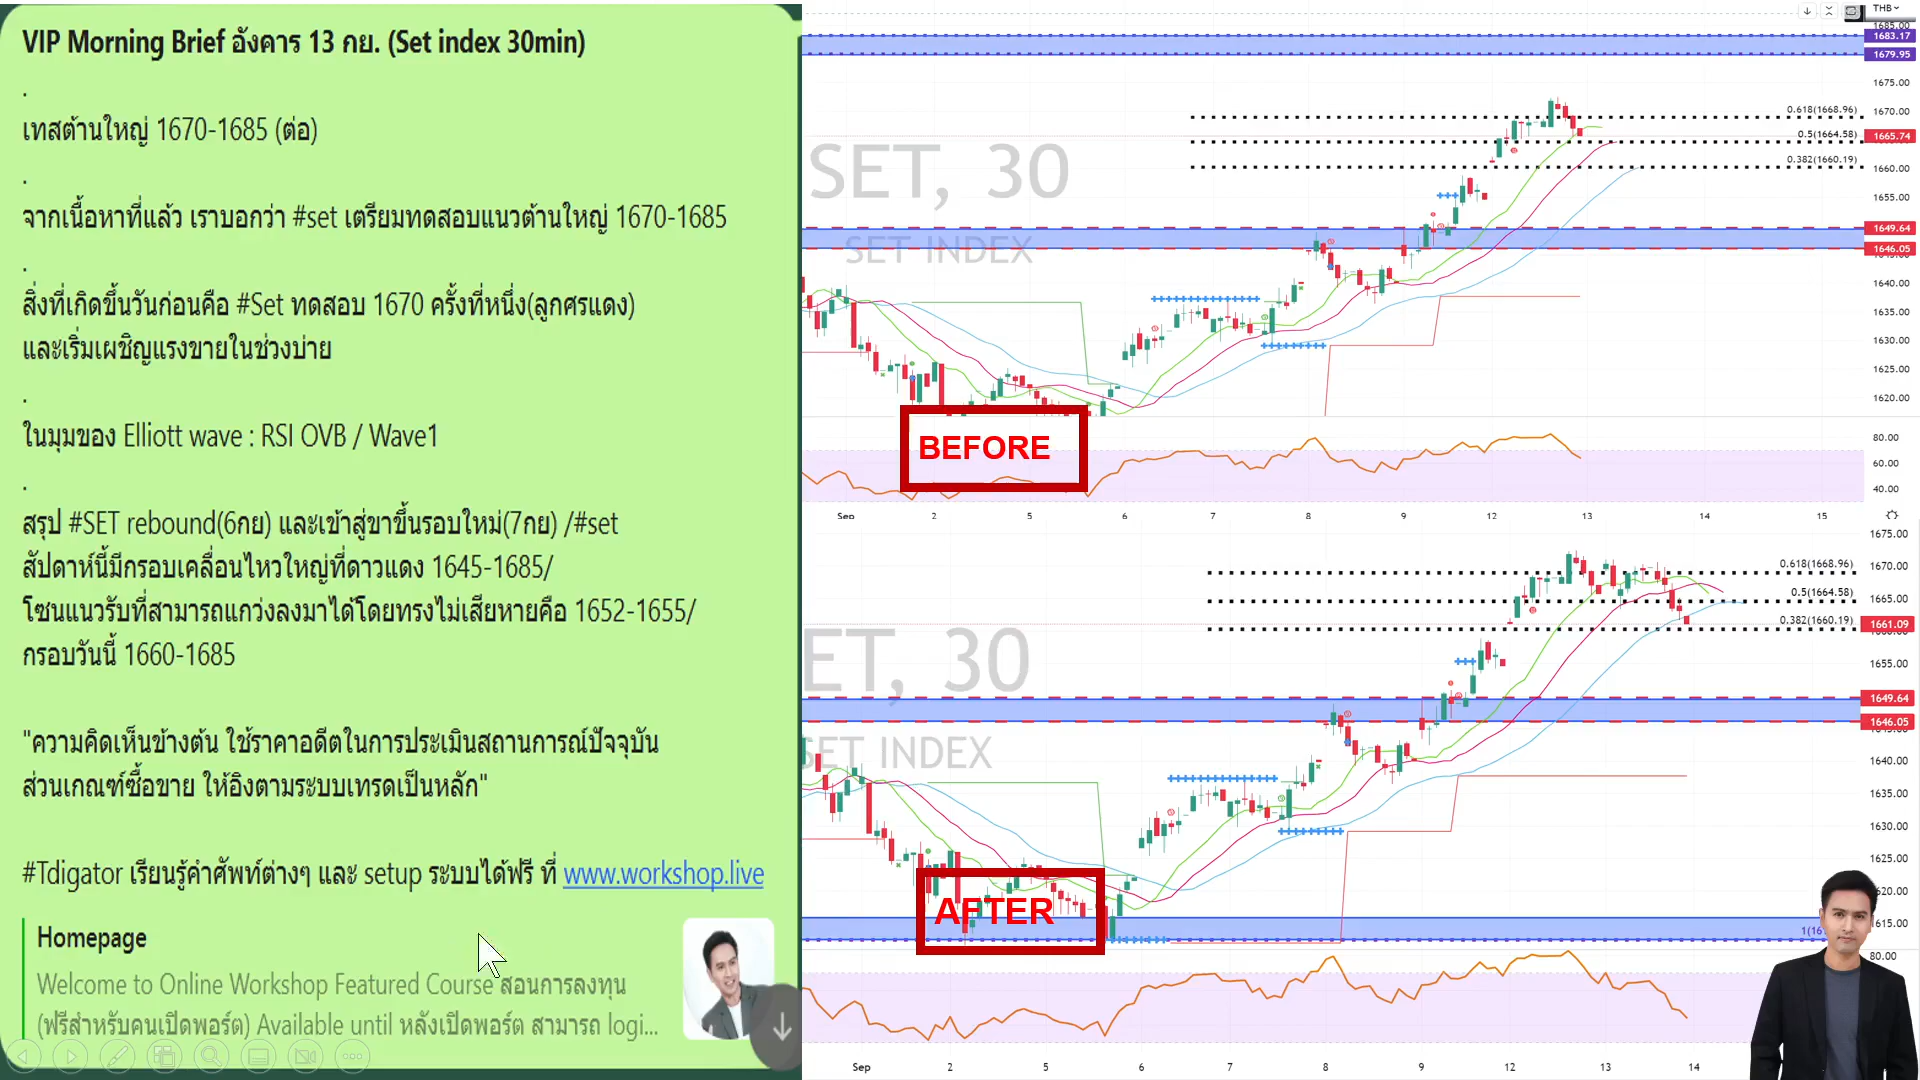 VIP Morning Brief อังคาร 13 กย. (Set index 30min)
.
เทสต้านใหญ่ 1670-1685 (ต่อ)
.
จากเนื้อหาที่แล้ว เราบอกว่า #set เตรียมทดสอบแนวต้านใหญ่ 1670-1685
.
สิ่งที่เกิดขึ้นวันก่อนคือ #Set ทดสอบ 1670 ครั้งที่หนึ่ง(ลูกศรแดง)
และเริ่มเผชิญแรงขายในช่วงบ่าย
.
ในมุมของ Elliott wave : RSI OVB / Wave1
.
สรุป #SET rebound(6กย) และเข้าสู่ขาขึ้นรอบใหม่(7กย) /#set
สัปดาห์นี้มีกรอบเคลื่อนไหวใหญ่ที่ดาวแดง 1645-1685/
โซนแนวรับที่สามารถแกว่งลงมาได้โดยทรงไม่เสียหายคือ 1652-1655/
กรอบวันนี้ 1660-1685
"ความคิดเห็นข้างต้น ใช้ราคาอดีตในการประเมินสถานการณ์ปัจจุบัน
ส่วนเกณฑ์ซื้อขาย ให้อิงตามระบบเทรดเป็นหลัก"
#Tdigator เรียนรู้คำศัพท์ต่างๆ และ setup ระบบได้ฟรี ที่ www.workshop.live
Homepage
Welcome to Online Workshop Featured Course สอนการลงทุน
(ฟรีสำหรับคนเปิดพอร์ต) Available until หลังเปิดพอร์ต สามารถ logi...
THB
1685.00
1683.17
1679.95
1675.00
1670.00
0.618(1668.96)
1665.74
0.5(1664.58)
0.382(1660.19)
1660.00
1655.00
1649.64
1646.05
1640.00
1635.00
1630.00
1625.00
1620.00
SET, 30
SET INDEX
BEFORE
80.00
60.00
40.00
Sep 2 5 6 7 8 9 12 13 14 15
1675.00
1670.00
0.618(1668.96)
1665.00
0.5(1664.58)
0.382(1660.19)
1661.09
1655.00
1649.64
1646.05
1640.00
1635.00
1630.00
1625.00
1615.00
ET, 30
SET INDEX
AFTER
80.00
Sep 2 5 6 7 8 9 12 13 14